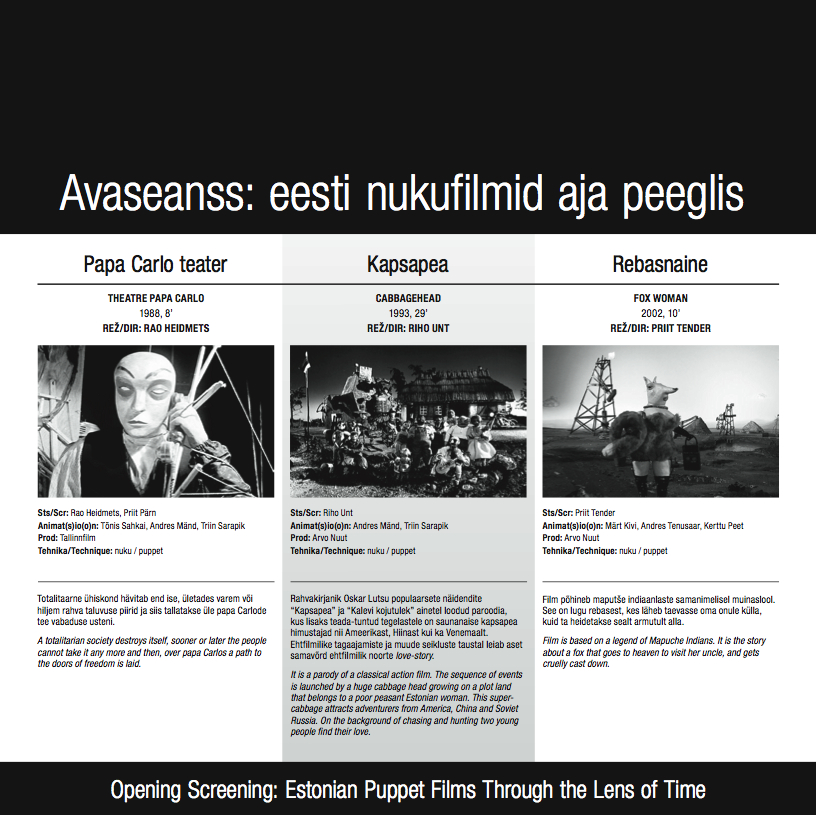 Avaseanss: eesti nukufilmid aja peeglis
Papa Carlo teater
THEATRE PAPA CARLO
1988, 8’
REŽ/DIR: RAO HEIDMETS
Sts/Scr: Rao Heidmets, Priit Pärn
Animat(s)io(o)n: Tõnis Sahkai, Andres Mänd, Triin Sarapik
Prod: Tallinnfilm
Tehnika/Technique: nuku / puppet
Totalitaarne ühiskond hävitab end ise, ületades varem või
hiljem rahva taluvuse piirid ja siis tallatakse üle papa Carlode
tee vabaduse usteni.
A totalitarian society destroys itself, sooner or later the people
cannot take it any more and then, over papa Carlos a path to
the doors of freedom is laid.
Kapsapea
CABBAGEHEAD
1993, 29’
REŽ/DIR: RIHO UNT
Sts/Scr: Riho Unt
Animat(s)io(o)n: Andres Mänd, Triin Sarapik
Prod: Arvo Nuut
Tehnika/Technique: nuku / puppet
Rahvakirjanik Oskar Lutsu populaarsete näidendite
“Kapsapea” ja “Kalevi kojutulek” ainetel loodud paroodia,
kus lisaks teada-tuntud tegelastele on saunanaise kapsapea
himustajad nii Ameerikast, Hiinast kui ka Venemaalt.
Ehtfilmilike tagaajamiste ja muude seikluste taustal leiab aset
samavõrd ehtfilmilik noorte love-story.
It is a parody of a classical action film. The sequence of events
is launched by a huge cabbage head growing on a plot land
that belongs to a poor peasant Estonian woman. This super-
cabbage attracts adventurers from America, China and Soviet
Russia. On the background of chasing and hunting two young
people find their love.
Rebasnaine
FOX WOMAN
2002, 10’
REŽ/DIR: PRIIT TENDER
Sts/Scr: Priit Tender
Animat(s)io(o)n: Märt Kivi, Andres Tenusaar, Kerttu Peet
Prod: Arvo Nuut
Tehnika/Technique: nuku / puppet
Film põhineb maputše indiaanlaste samanimelisel muinaslool.
See on lugu rebasest, kes läheb taevasse oma onule külla,
kuid ta heidetakse sealt armutult alla.
Film is based on a legend of Mapuche Indians. It is the story
about a fox that goes to heaven to visit her uncle, and gets
cruelly cast down.
Opening Screening: Estonian Puppet Films Through the Lens of Time